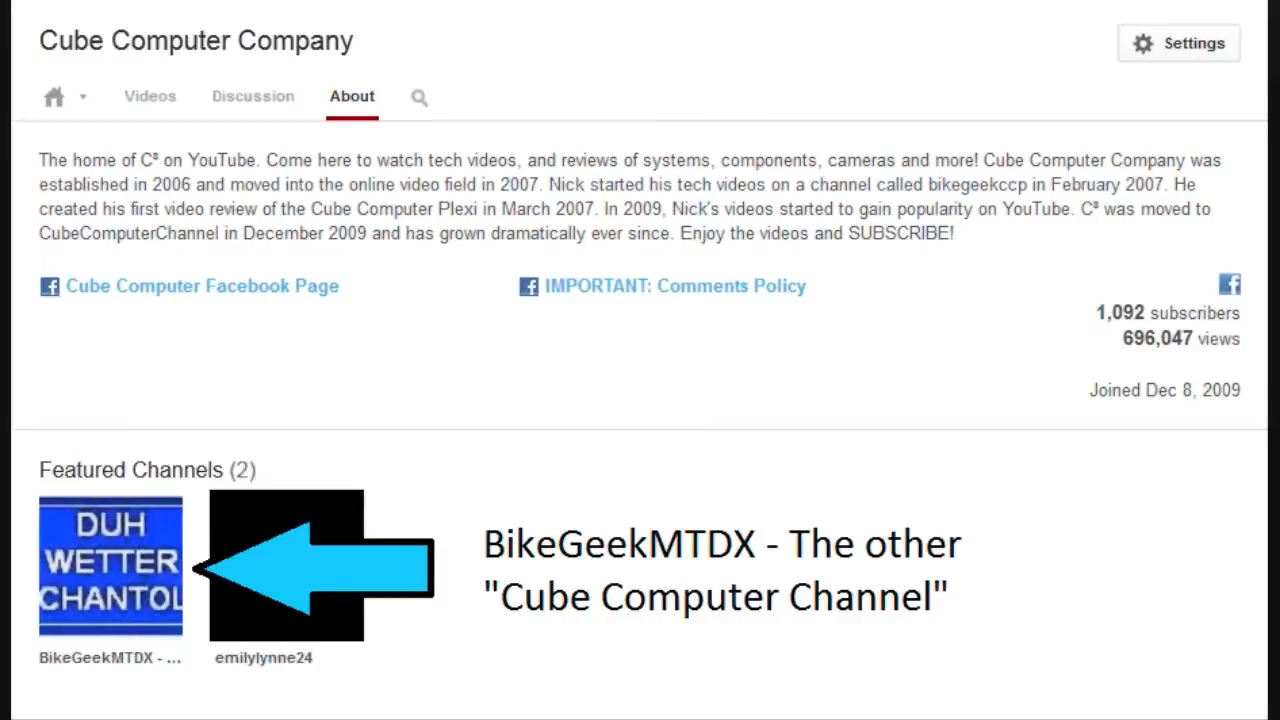 Cube Computer Company
Settings
Videos
Discussion
About
The home of C³ on YouTube. Come here to watch tech videos, and reviews of systems, components, cameras and more! Cube Computer Company was
established in 2006 and moved into the online video field in 2007. Nick started his tech videos on a channel called bikegeekccp in February 2007. He
created his first video review of the Cube Computer Plexi in March 2007. In 2009, Nick's videos started to gain popularity on YouTube. C³ was moved to
CubeComputerChannel in December 2009 and has grown dramatically ever since. Enjoy the videos and SUBSCRIBE!
Cube Computer Facebook Page
IMPORTANT: Comments Policy
1,092 subscribers
696,047 views
Joined Dec 8, 2009
Featured Channels (2)
DUH
WETTER
CHANTOL
BikeGeekMTDX - ...
emilylynne24
BikeGeekMTDX - The other
"Cube Computer Channel"